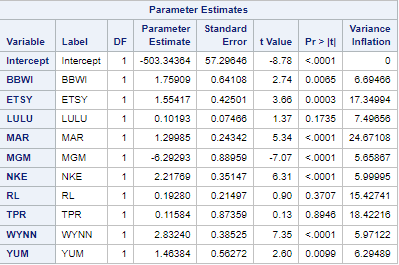 Parameter Estimates
Variable Label DF Parameter Estimate Standard Error t Value Pr > |t| Variance Inflation
Intercept Intercept 1 -503.34364 57.29646 -8.78 <.0001 0
BBWI BBWI 1 1.75909 0.64108 2.74 0.0065 6.69466
ETSY ETSY 1 1.55417 0.42501 3.66 0.0003 17.34994
LULU LULU 1 0.10193 0.07466 1.37 0.1735 7.49656
MAR MAR 1 1.29985 0.24342 5.34 <.0001 24.67108
MGM MGM 1 -6.29293 0.88959 -7.07 <.0001 5.65867
NKE NKE 1 2.21769 0.35147 6.31 <.0001 5.99995
RL RL 1 0.19280 0.21497 0.90 0.3707 15.42741
TPR TPR 1 0.11584 0.87359 0.13 0.8946 18.42216
WYNN WYNN 1 2.83240 0.38525 7.35 <.0001 5.97122
YUM YUM 1 1.46384 0.56272 2.60 0.0099 6.29489